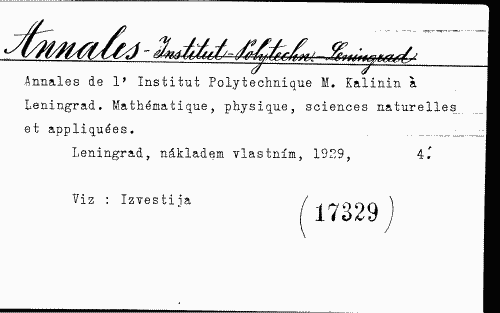 Annales - Institut - Polytechn. - Leningrad
Annales de l' Institut Polytechnique M. Kalinin à
Leningrad. Mathématique, physique, sciences naturelles
et appliquées.
Leningrad, nákladem vlastním, 1929, 4°.
Viz : Izvestija
(17329)